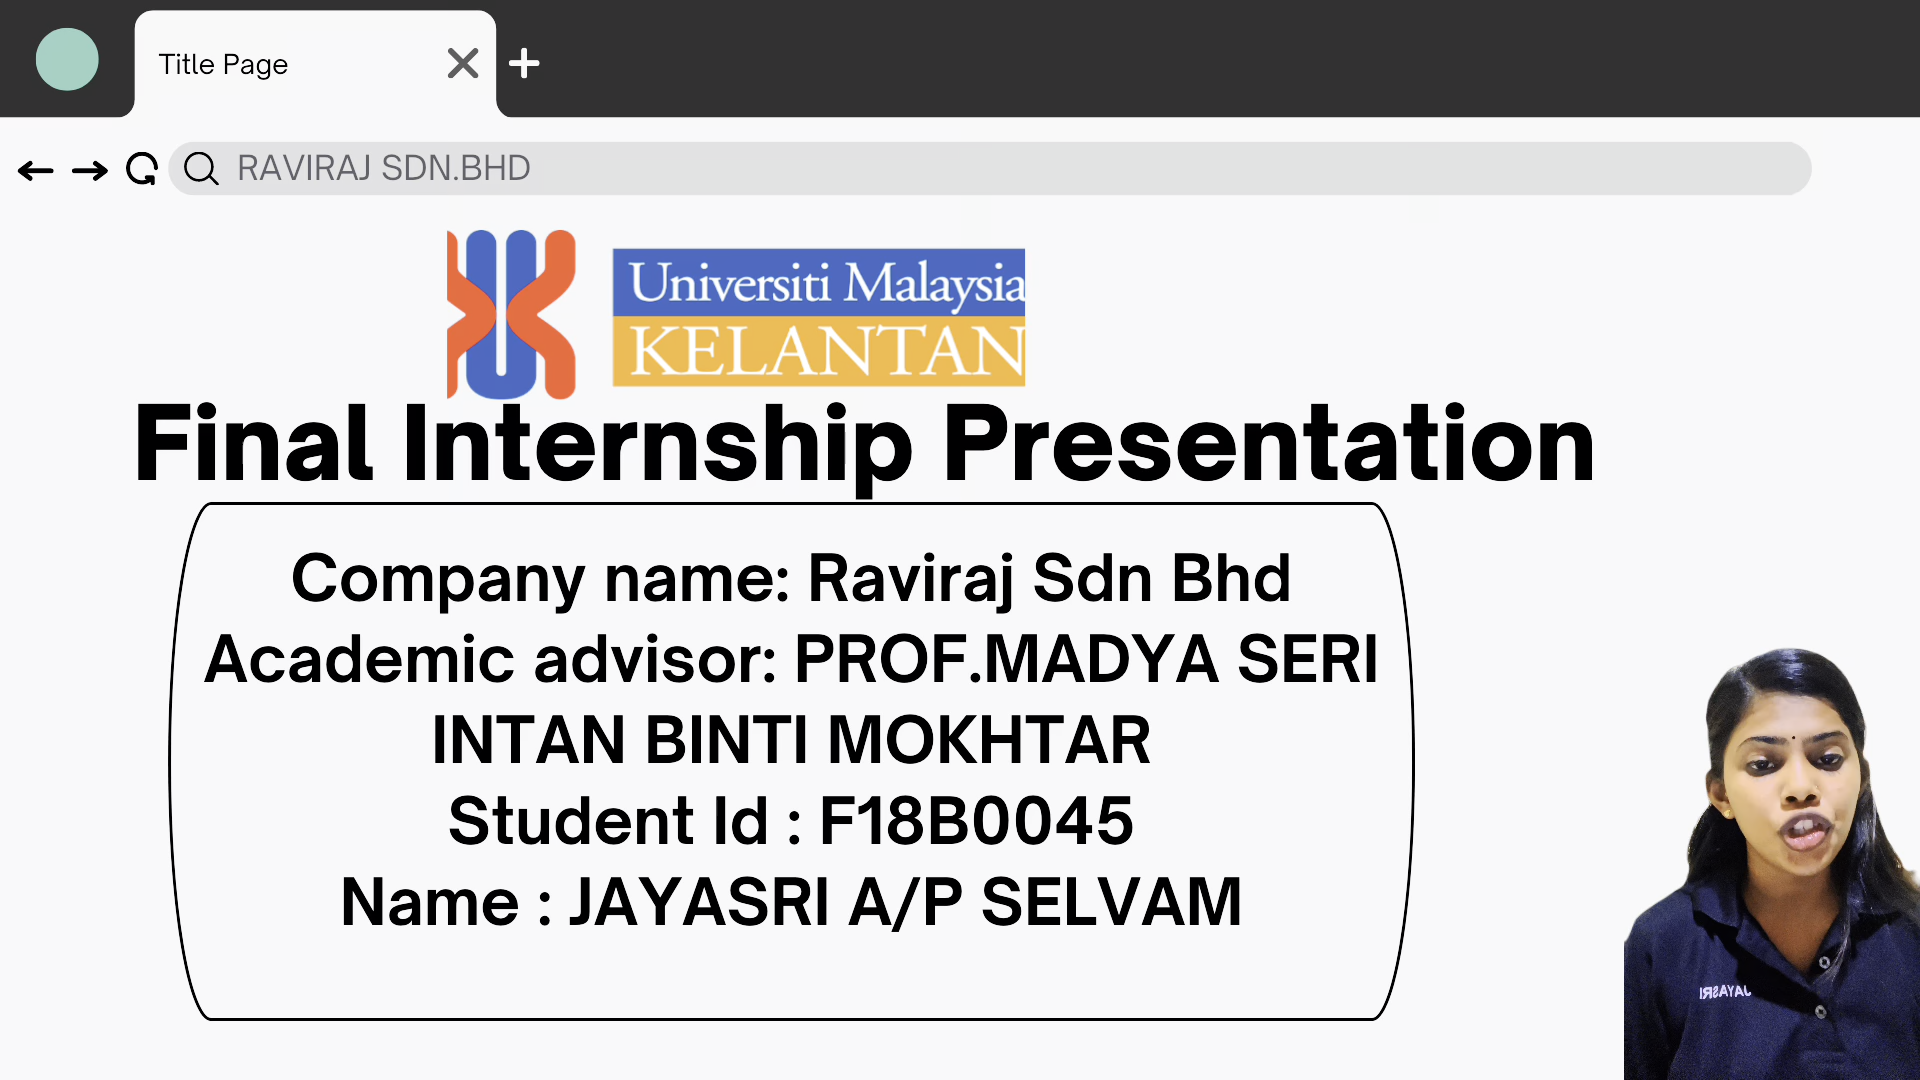 Title Page
RAVIRAJ SDN.BHD
Universiti Malaysia
KELANTAN
Final Internship Presentation
Company name: Raviraj Sdn Bhd
Academic advisor: PROF.MADYA SERI
INTAN BINTI MOKHTAR
Student Id : F18B0045
Name : JAYASRI A/P SELVAM
JAYASRI